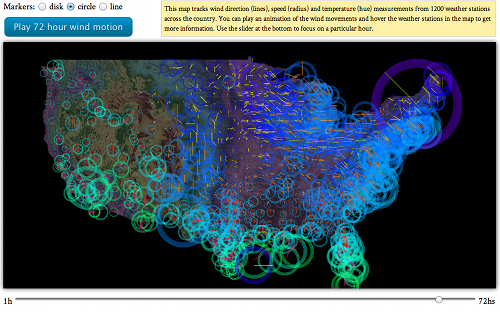 Markers: disk circle line
Play 72 hour wind motion
This map tracks wind direction (lines), speed (radius) and temperature (hue) measurements from 1200 weather stations
across the country. You can play an animation of the wind movements and hover the weather stations in the map to get
more information. Use the slider at the bottom to focus on a particular hour.
1h 72hs